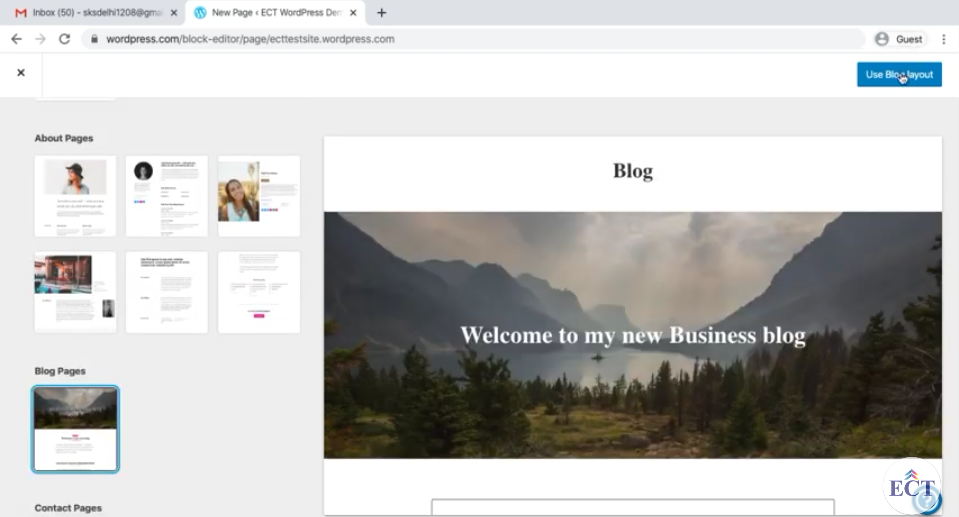 Inbox (50) - sksdelhi1208@gma
New Page ‹ ECT WordPress Den
wordpress.com/block-editor/page/ecttestsite.wordpress.com
Guest
Use Blog layout
About Pages
Blog
Welcome to my new Business blog
Blog Pages
Contact Pages
ECT